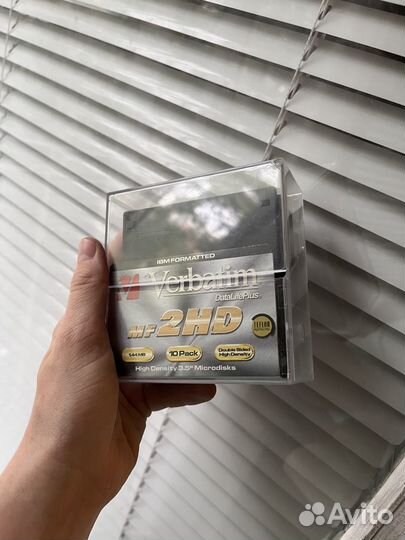 IBM FORMATTED
Verbatim
DataLifePlus
MF 2HD
TEFLON
1.44 MB
10 Pack
Double Sided
High Density
High Density 3.5" Microdisks
Avito